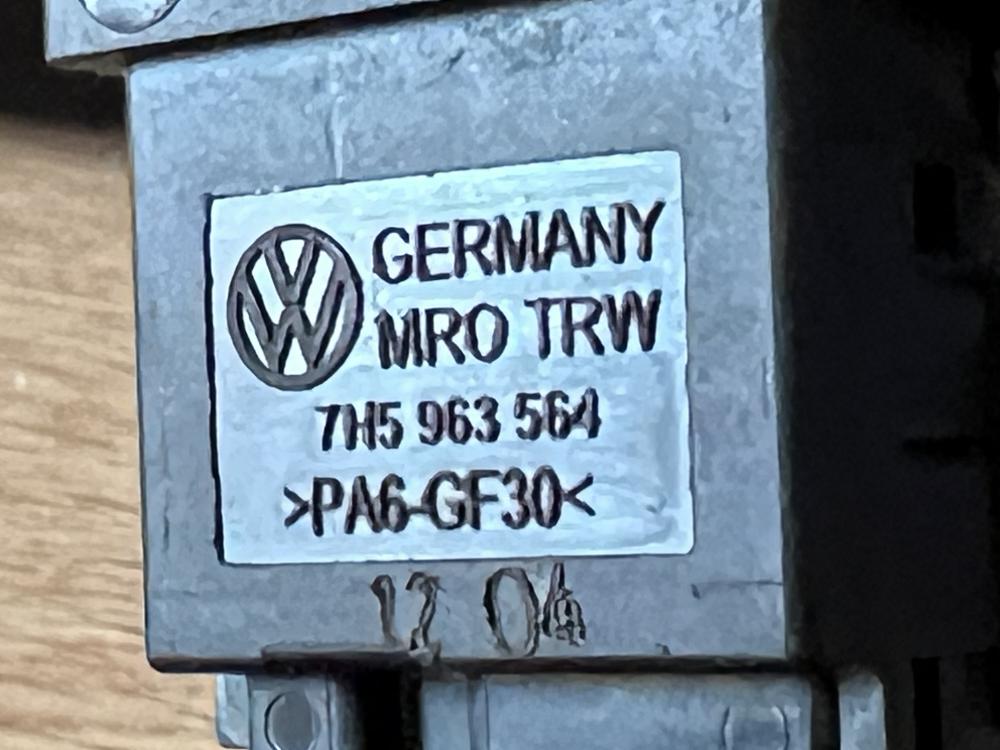 GERMANY
MRO TRW
7H5 963 564
>PA6-GF30<
12 04